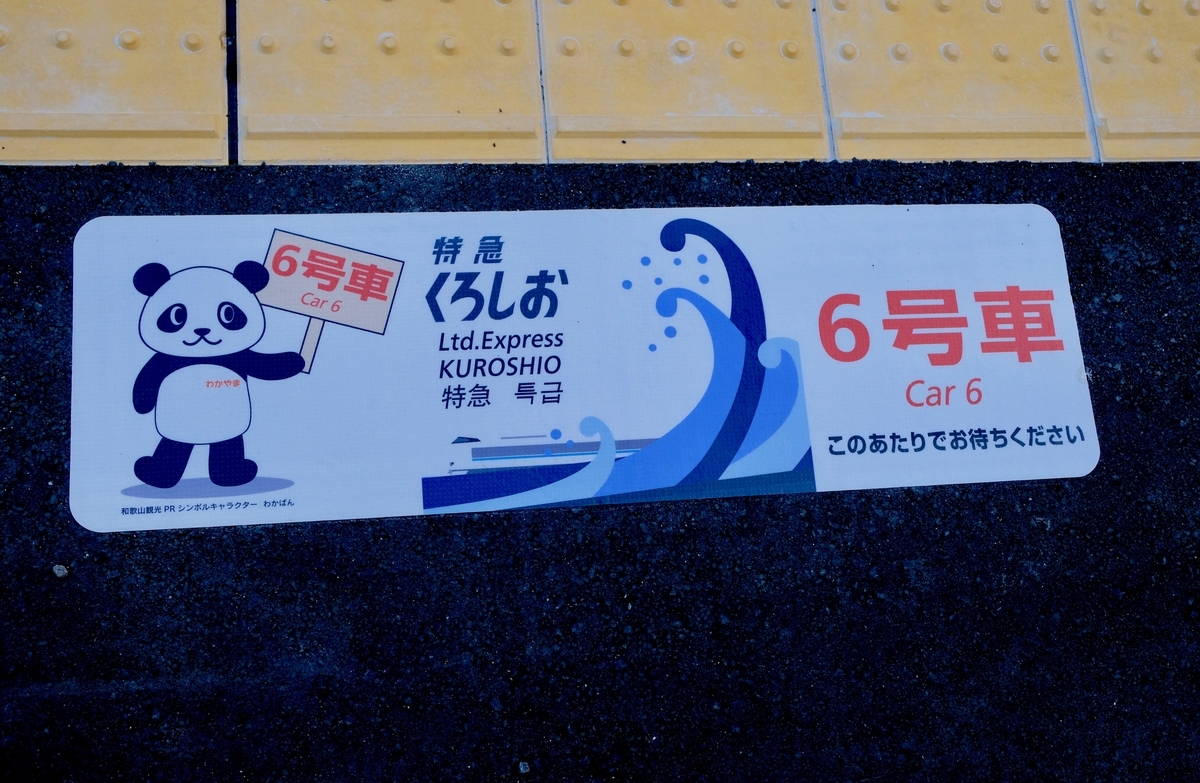 6号車
Car 6
わかやま
和歌山観光 PR シンボルキャラクター わかぱん
特急
くろしお
Ltd.Express
KUROSHIO
特急 특급
6号車
Car 6
このあたりでお待ちください